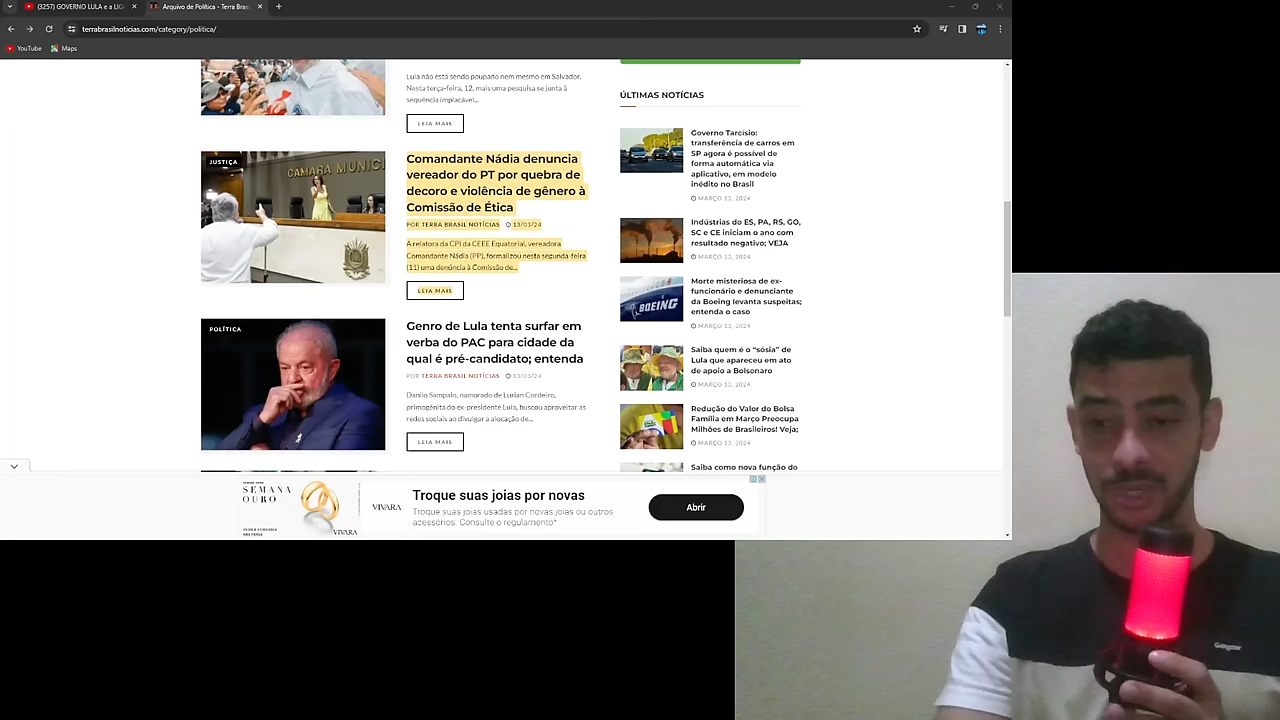 (3257) GOVERNO LULA e a LIG
Arquivo de Política - Terra Bras
terrabrasilnoticias.com/category/politica/
YouTube
Maps
Lula não está sendo poupado nem mesmo em Salvador.
Nesta terça-feira, 12, mais uma pesquisa se junta à
sequência implacável...
LEIA MAIS
JUSTIÇA
CAMARA MUNICI
Comandante Nádia denuncia
vereador do PT por quebra de
decoro e violência de gênero à
Comissão de Ética
POR TERRA BRASIL NOTÍCIAS 13/03/24
A relatora da CPI da CEEE Equatorial, vereadora
Comandante Nádia (PP), formalizou nesta segunda-feira
(11) uma denúncia à Comissão de...
LEIA MAIS
POLÍTICA
Genro de Lula tenta surfar em
verba do PAC para cidade da
qual é pré-candidato; entenda
POR TERRA BRASIL NOTÍCIAS 13/03/24
Danilo Sampaio, namorado de Lurian Cordeiro,
primogênita do ex-presidente Lula, buscou aproveitar as
redes sociais ao divulgar a alocação de...
LEIA MAIS
ÚLTIMAS NOTÍCIAS
Governo Tarcísio:
transferência de carros em
SP agora é possível de
forma automática via
aplicativo, em modelo
inédito no Brasil
MARÇO 13, 2024
Indústrias do ES, PA, RS, GO,
SC e CE iniciam o ano com
resultado negativo; VEJA
MARÇO 13, 2024
BOEING
Morte misteriosa de ex-
funcionário e denunciante
da Boeing levanta suspeitas;
entenda o caso
MARÇO 13, 2024
Saiba quem é o “sósia” de
Lula que apareceu em ato
de apoio a Bolsonaro
MARÇO 13, 2024
Redução do Valor do Bolsa
Família em Março Preocupa
Milhões de Brasileiros! Veja;
MARÇO 13, 2024
Saiba como nova função do
SEMANA
OURO
VIVARA
VIVARA
Troque suas joias por novas
Troque suas joias usadas por novas joias ou outros
acessórios. Consulte o regulamento*
Abrir